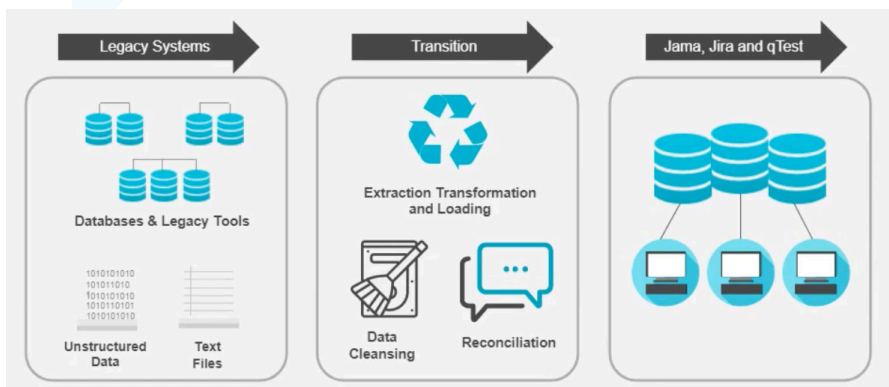 Legacy Systems
Transition
Jama, Jira and qTest
Databases & Legacy Tools
1010101010
101011010
1010101010
1010110101
1010101010
Unstructured
Data
Text
Files
Extraction Transformation
and Loading
Data
Cleansing
Reconciliation